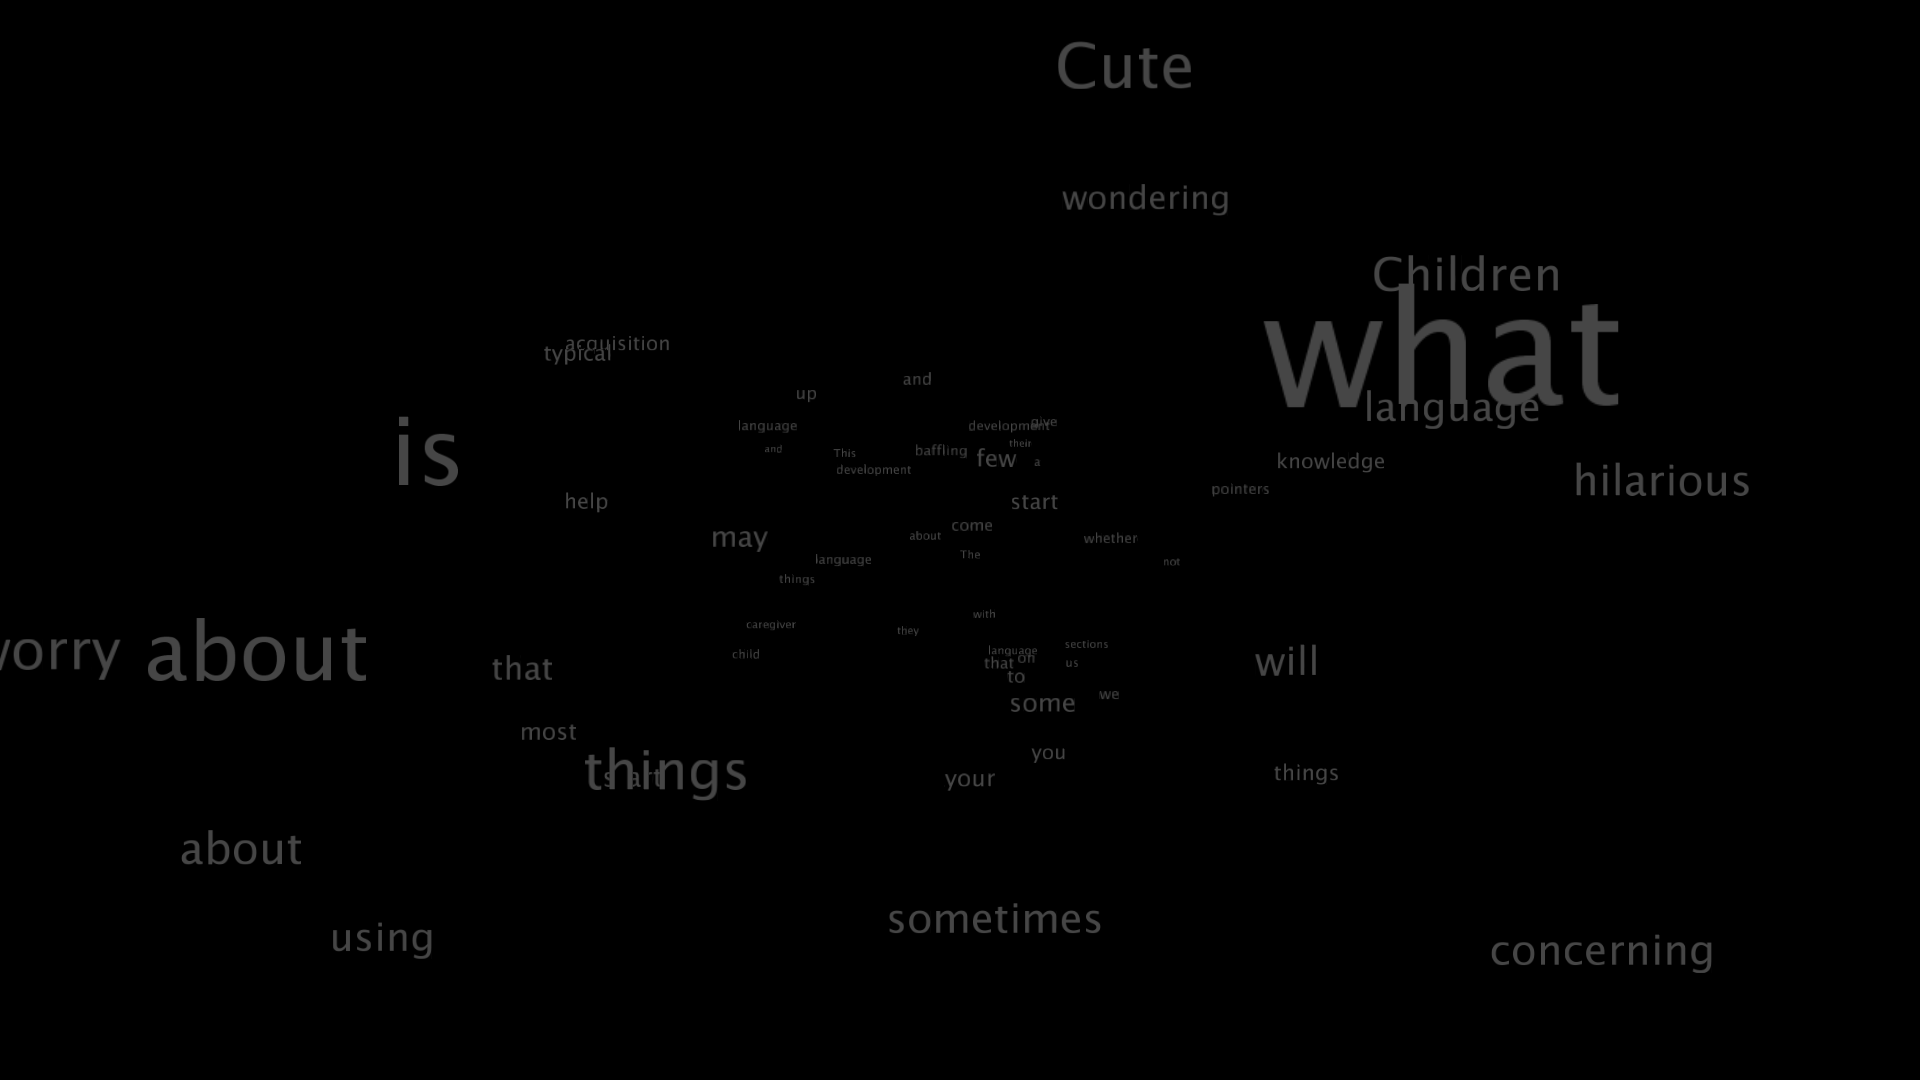 Cute
wondering
Children
what
acquisition
typical
and
up
language
is
give
development
language
their
and
This
baffling
few
a
knowledge
development
hilarious
pointers
help
start
come
about
may
whether
The
language
not
things
with
caregiver
they
sections
language
worry
about
child
on
that
us
will
that
to
we
some
most
you
things
start
your
things
about
sometimes
using
concerning